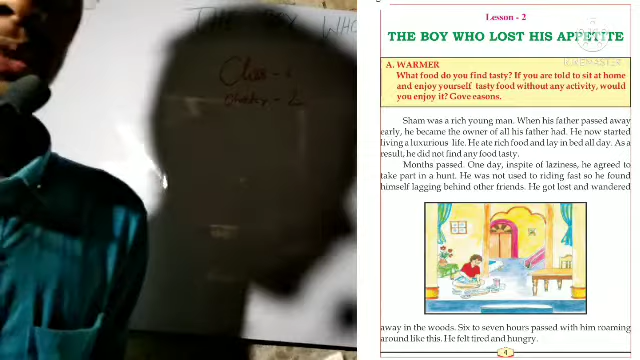 THE BOY WHO
Class - 6
Chapter - 2
Lesson - 2
THE BOY WHO LOST HIS APPETITE
KINEMASTER
A. WARMER
What food do you find tasty? If you are told to sit at home
and enjoy yourself tasty food without any activity, would
you enjoy it? Gove easons.
Sham was a rich young man. When his father passed away
early, he became the owner of all his father had. He now started
living a luxurious life. He ate rich food and lay in bed all day. As a
result, he did not find any food tasty.
Months passed. One day, inspite of laziness, he agreed to
take part in a hunt. He was not used to riding fast so he found
himself lagging behind other friends. He got lost and wandered
away in the woods. Six to seven hours passed with him roaming
around like this. He felt tired and hungry.
4